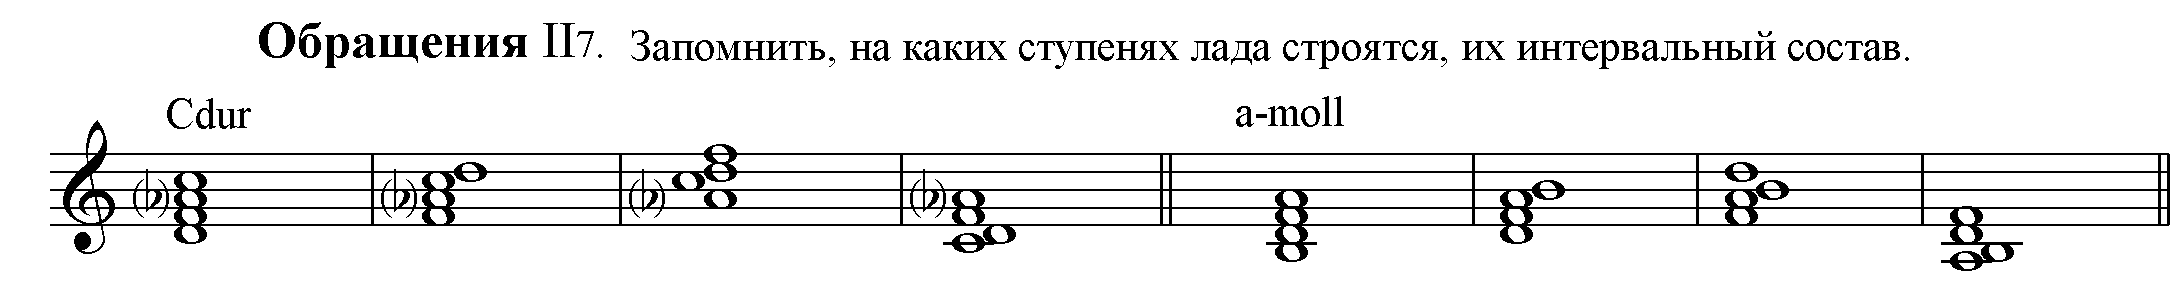 Обращения II7. Запомнить, на каких ступенях лада строятся, их интервальный состав.
Cdur a-moll